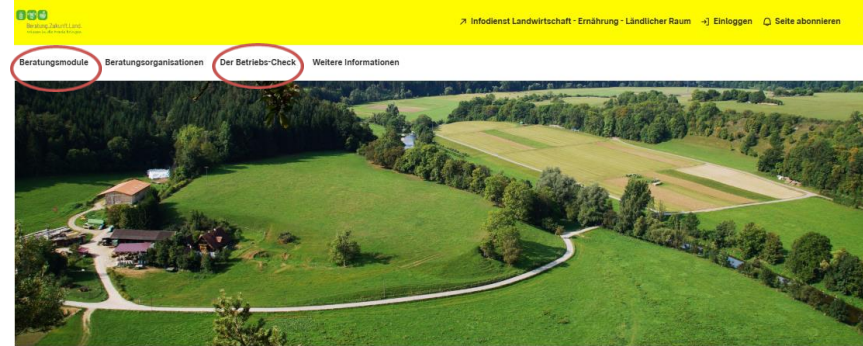 Beratung.Zukunft.Land.
Infodienst Landwirtschaft - Ernährung - Ländlicher Raum
Einloggen
Seite abonnieren
Beratungsmodule
Beratungsorganisationen
Der Betriebs-Check
Weitere Informationen